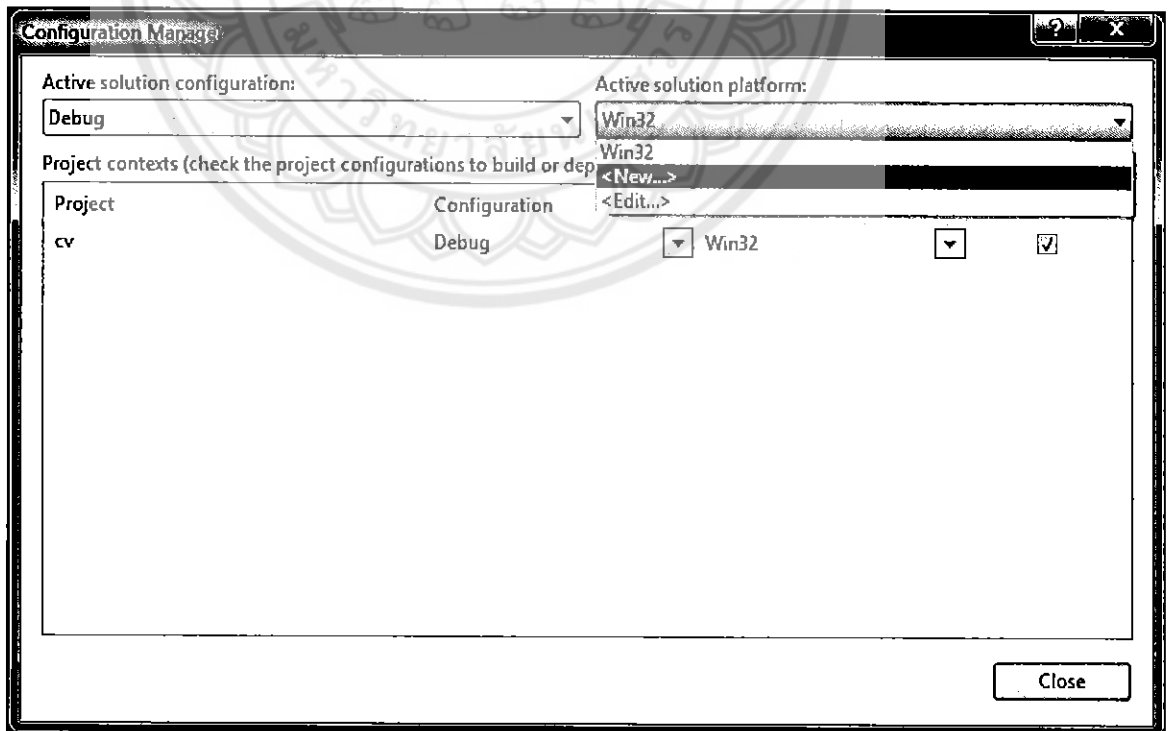 Configuration Manager
? X
Active solution configuration:
Active solution platform:
Debug
Win32
Win32
Project contexts (check the project configurations to build or dep
<New...>
<Edit...>
Project
Configuration
cv
Debug
Win32
Close